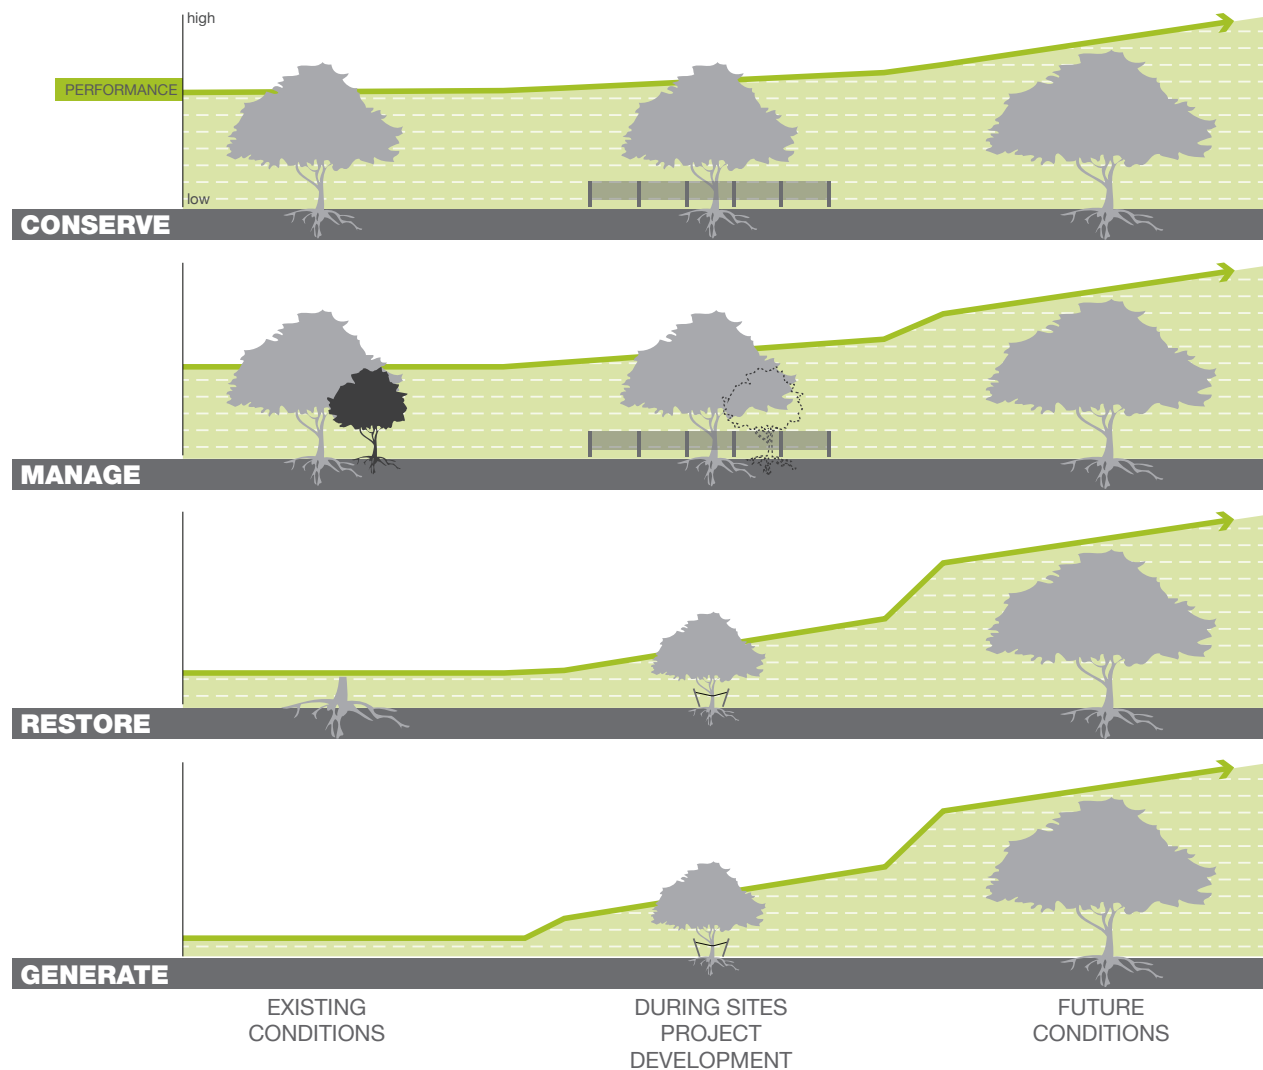 high
PERFORMANCE
low
CONSERVE
MANAGE
RESTORE
GENERATE
EXISTING
CONDITIONS
DURING SITES
PROJECT
DEVELOPMENT
FUTURE
CONDITIONS